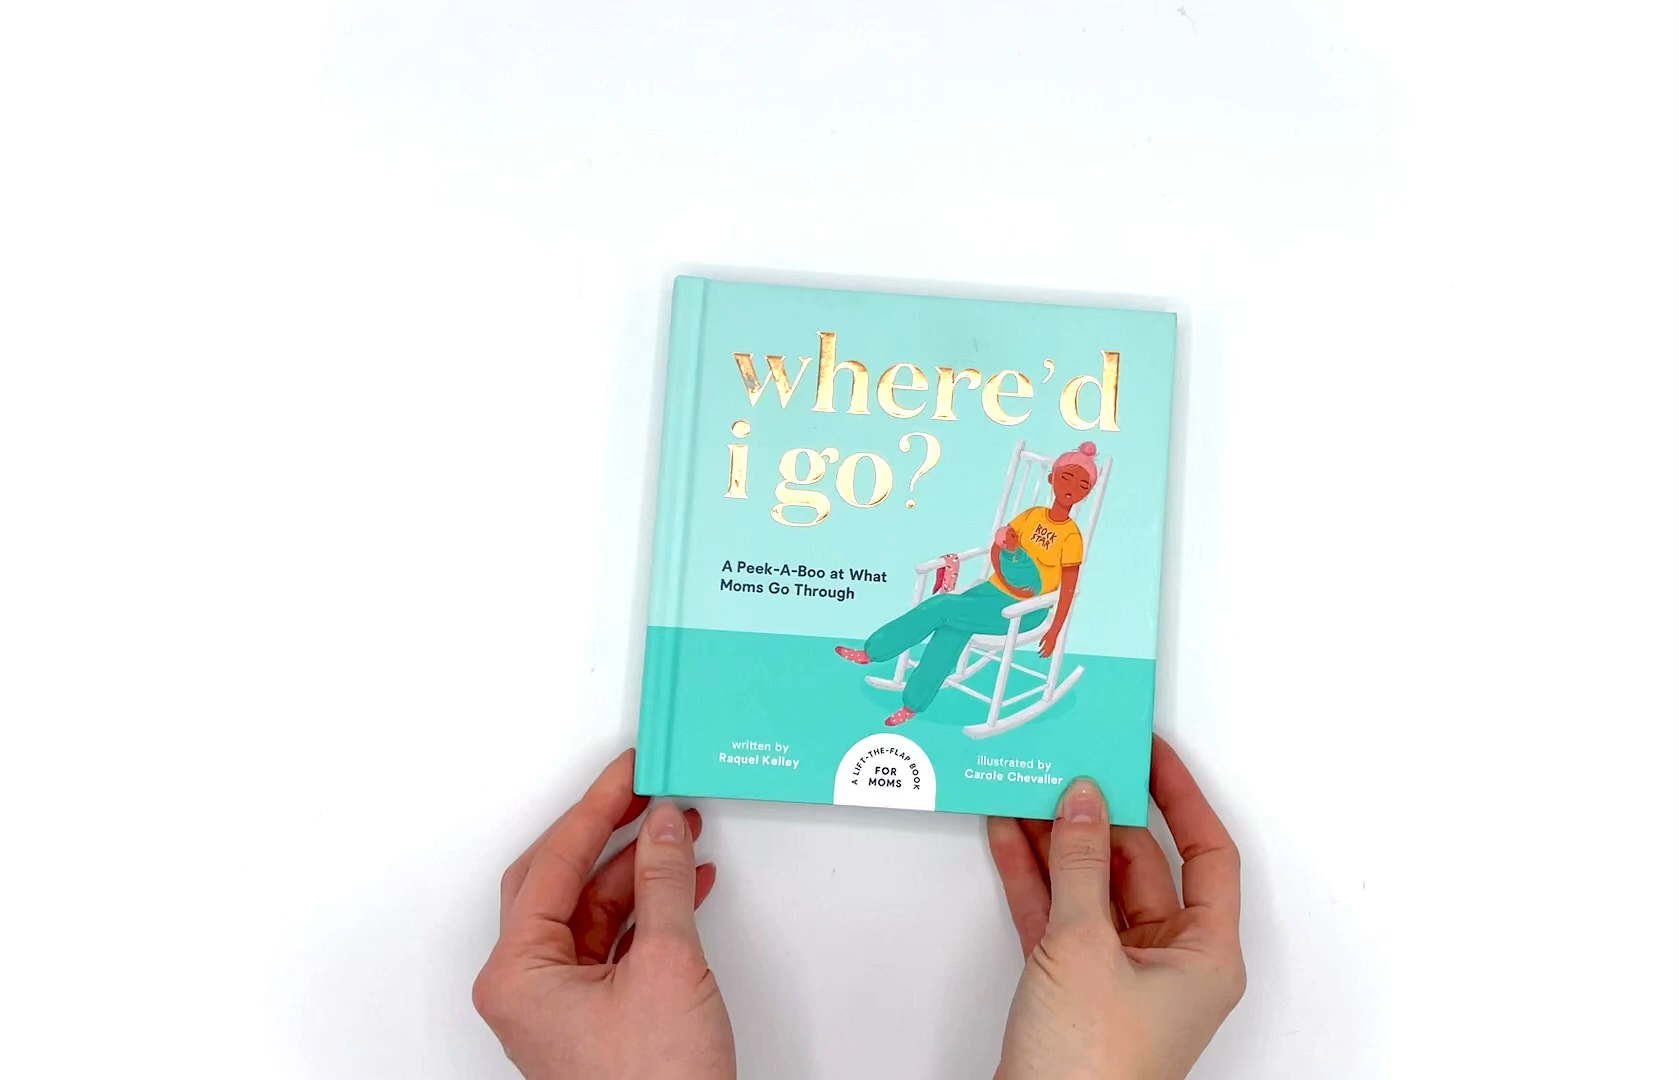 where'd
i go?
ROCK
STAR
A Peek-A-Boo at What
Moms Go Through
written by
Raquel Kelley
A LIFT-THE-FLAP BOOK
FOR
MOMS
illustrated by
Carole Chevalier